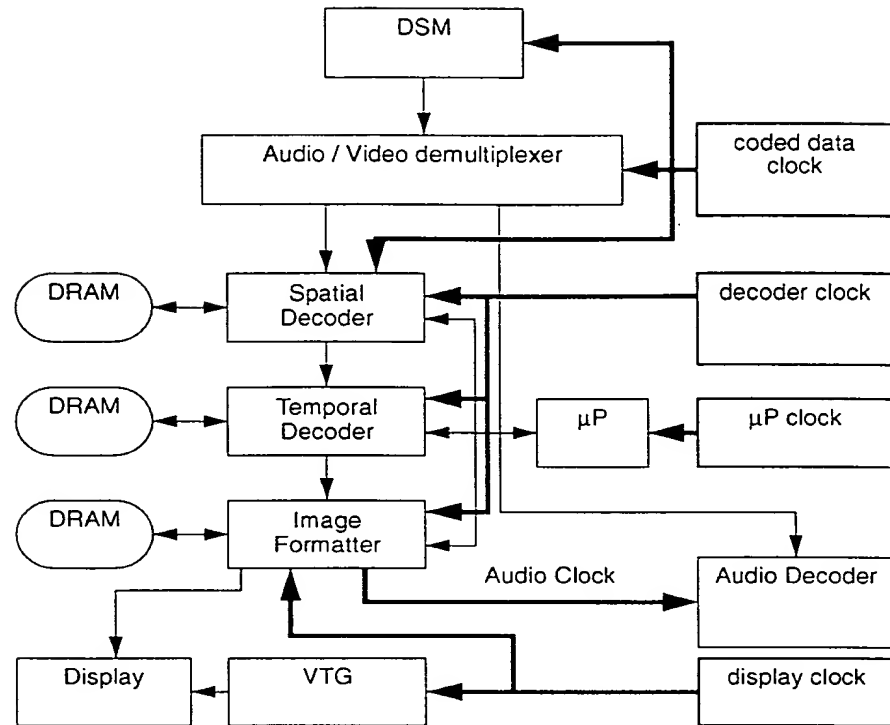 DSM
Audio / Video demultiplexer
coded data
clock
DRAM
Spatial
Decoder
decoder clock
DRAM
Temporal
Decoder
µP
µP clock
DRAM
Image
Formatter
Audio Clock
Audio Decoder
Display
VTG
display clock